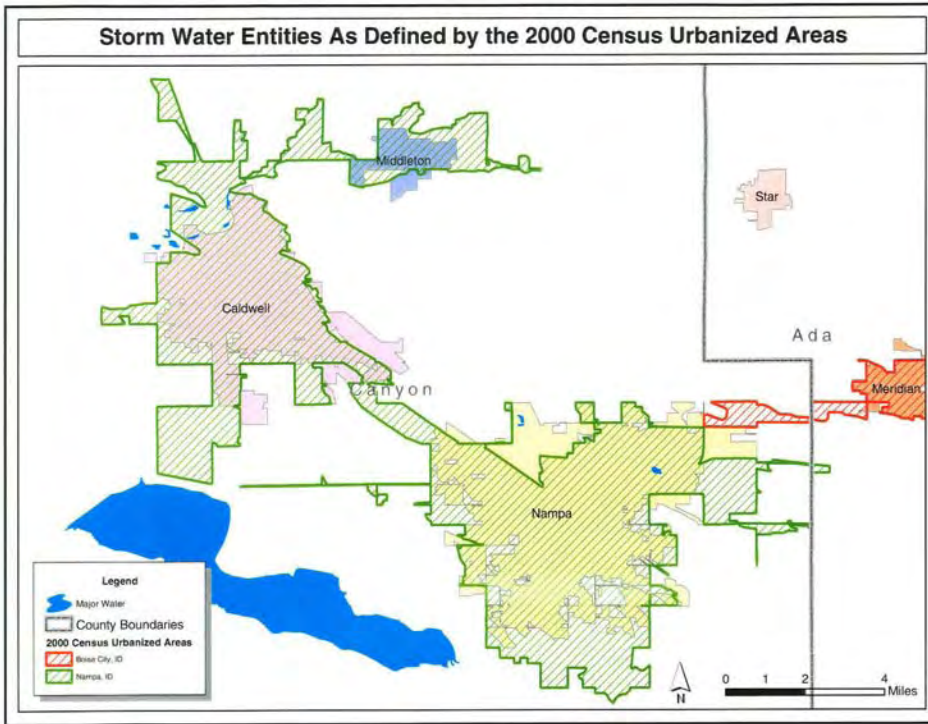 Storm Water Entities As Defined by the 2000 Census Urbanized Areas
Middleton
Star
Caldwell
Ada
Canyon
Meridian
Nampa
Legend
Major Water
County Boundaries
2000 Census Urbanized Areas
Boise City, ID
Nampa, ID
N
0 1 2 4
Miles